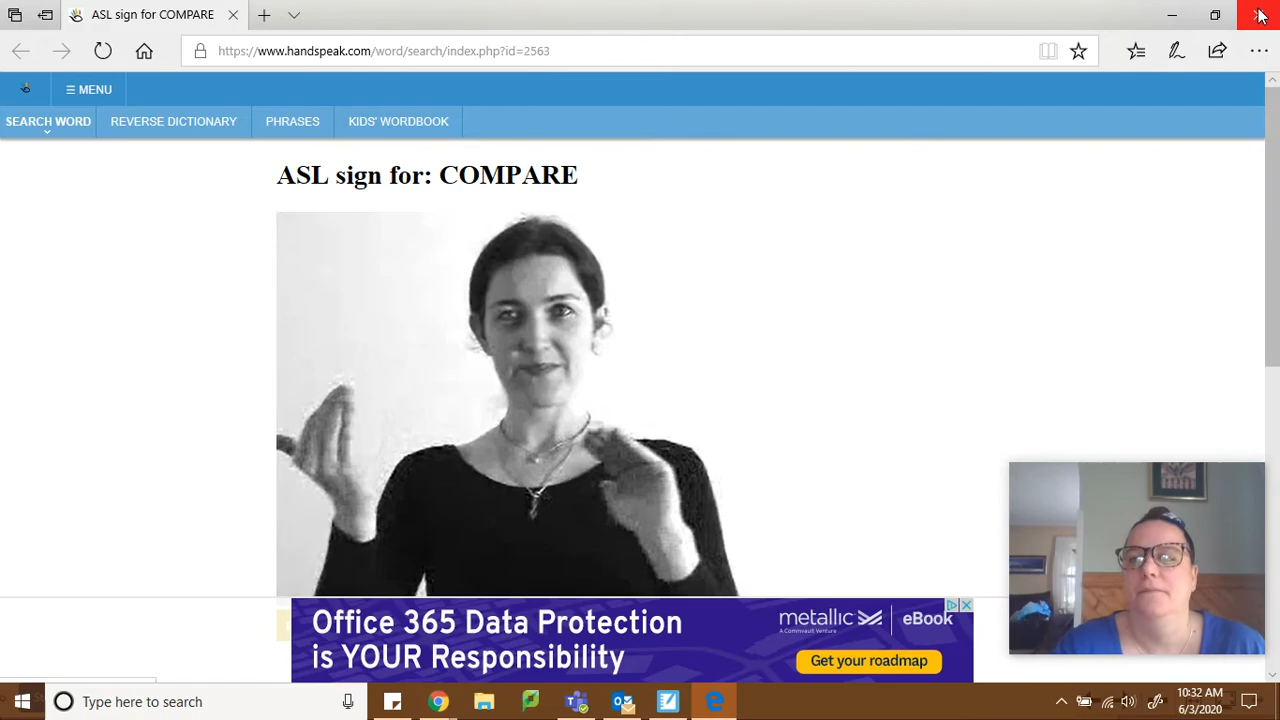 ASL sign for COMPARE
https://www.handspeak.com/word/search/index.php?id=2563
☰ MENU
SEARCH WORD
REVERSE DICTIONARY
PHRASES
KIDS' WORDBOOK
ASL sign for: COMPARE
Office 365 Data Protection
is YOUR Responsibility
metallic
A Commvault Venture
eBook
Get your roadmap
Type here to search
10:32 AM
6/3/2020